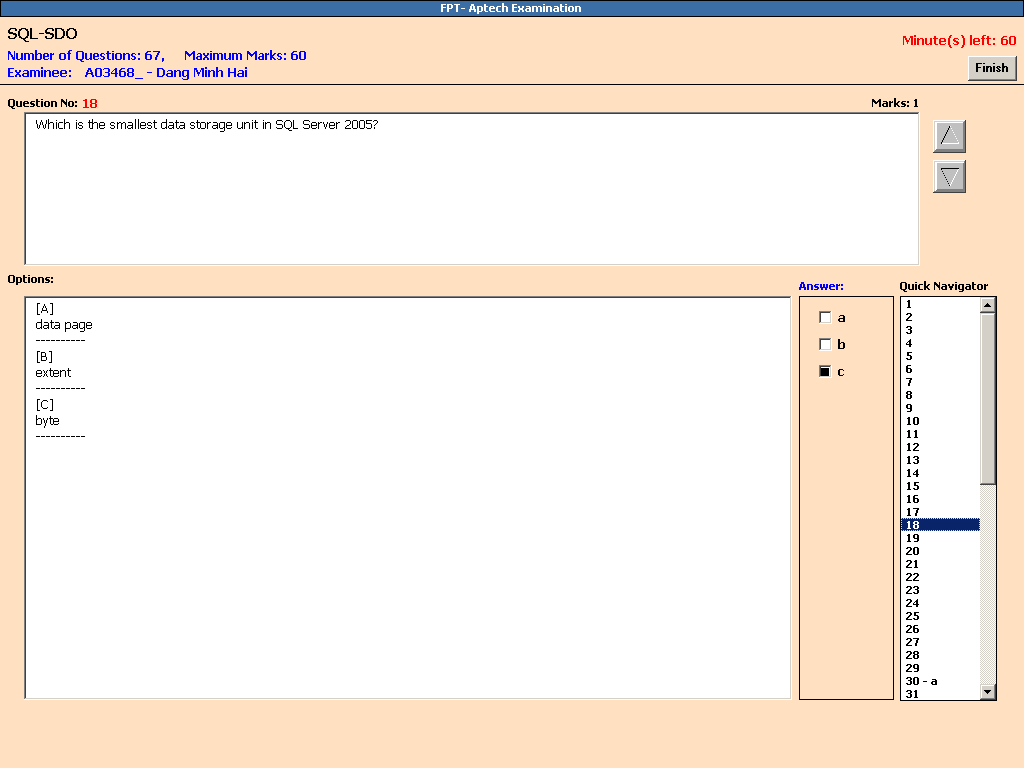 FPT- Aptech Examination
SQL-SDO
Number of Questions: 67, Maximum Marks: 60
Examinee: A03468_ - Dang Minh Hai
Minute(s) left: 60
Finish
Question No: 18
Marks: 1
Which is the smallest data storage unit in SQL Server 2005?
Options:
[A]
data page
----------
[B]
extent
----------
[C]
byte
----------
Answer:
a
b
c
Quick Navigator
1
2
3
4
5
6
7
8
9
10
11
12
13
14
15
16
17
18
19
20
21
22
23
24
25
26
27
28
29
30 - a
31